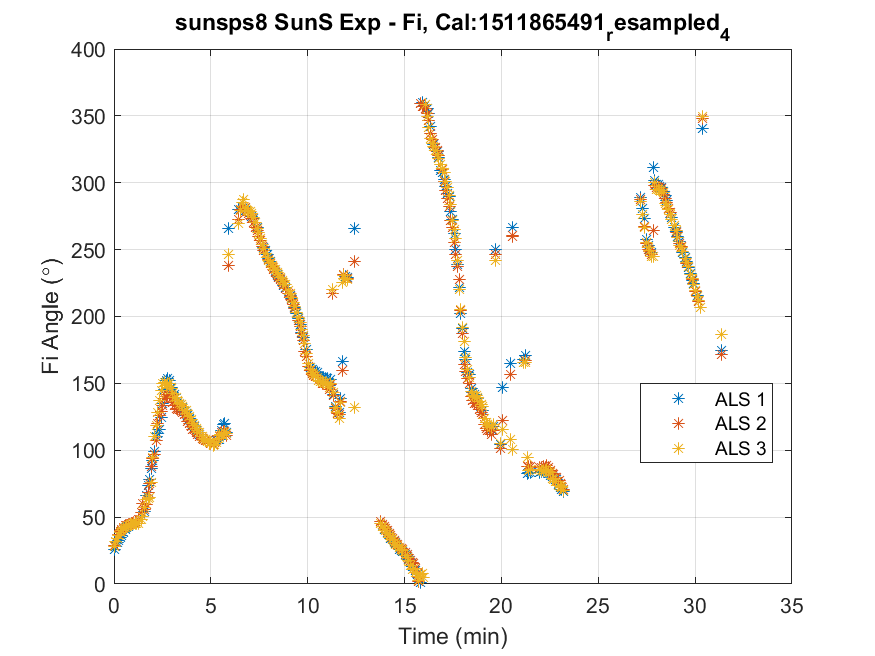 sunsps8 SunS Exp - Fi, Cal:1511865491resampled4
400
350
300
250
200
150
100
50
0
Fi Angle (°)
ALS 1
ALS 2
ALS 3
0 5 10 15 20 25 30 35
Time (min)